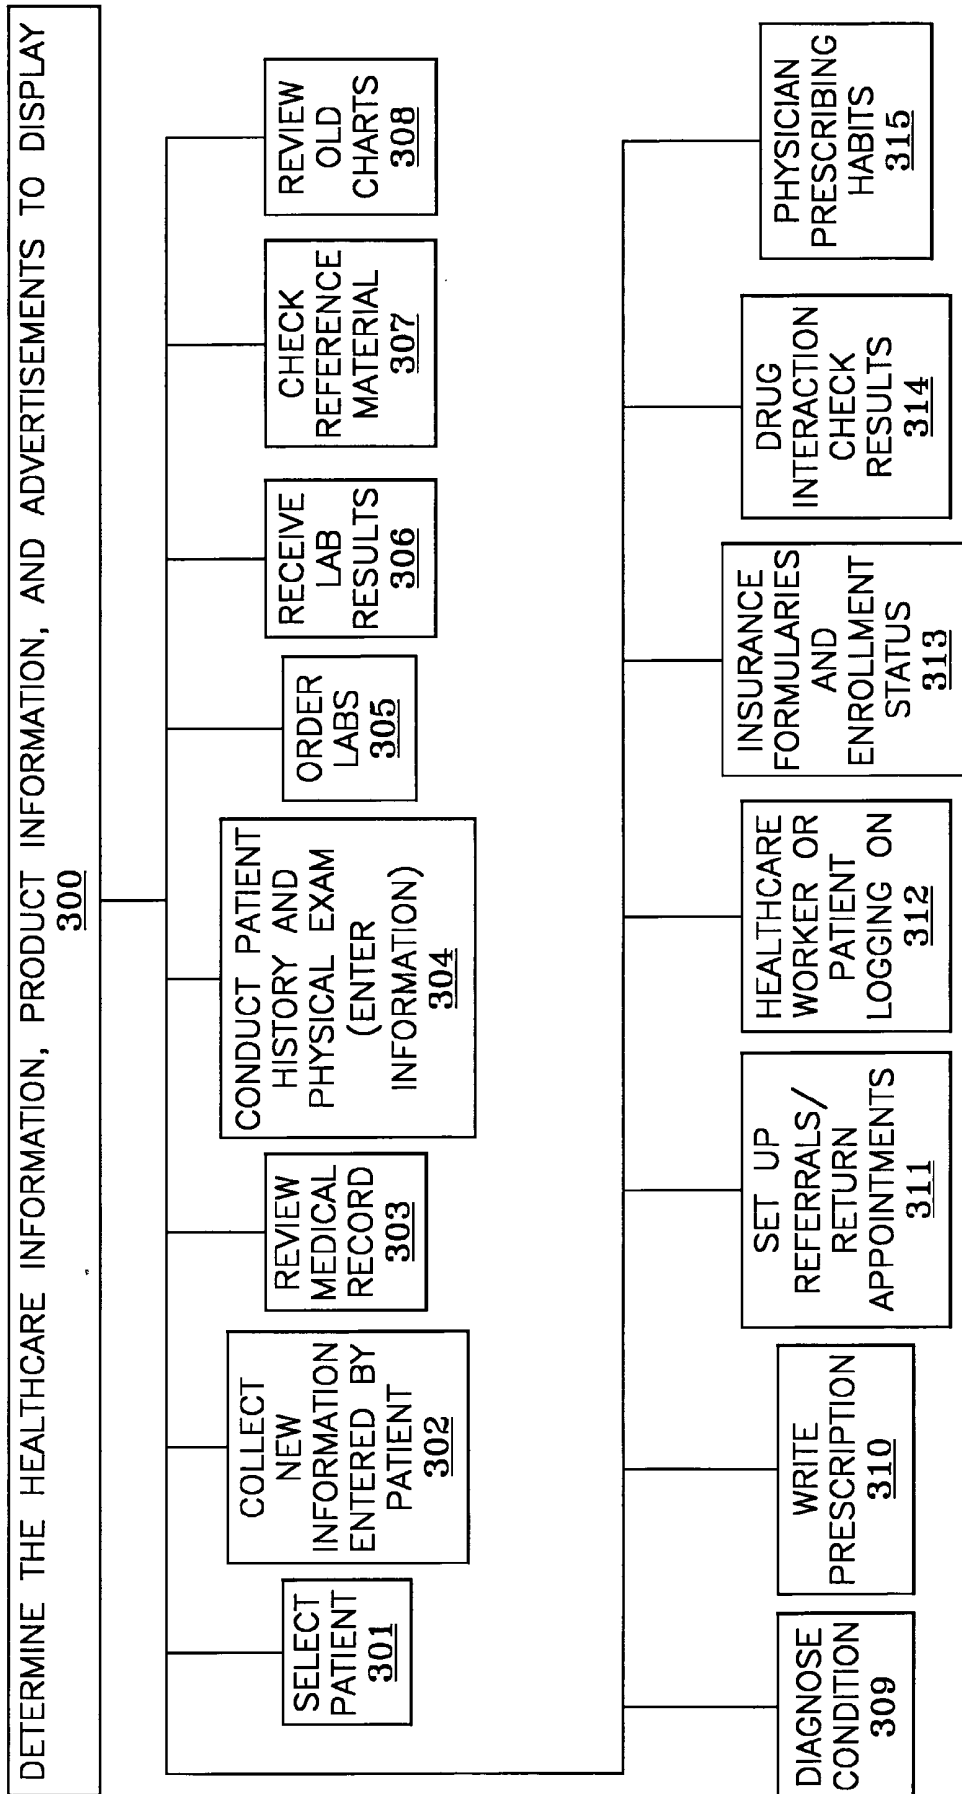 DETERMINE THE HEALTHCARE INFORMATION, PRODUCT INFORMATION, AND ADVERTISEMENTS TO DISPLAY
300
SELECT
PATIENT
301
COLLECT
NEW
INFORMATION
ENTERED BY
PATIENT
302
REVIEW
MEDICAL
RECORD
303
CONDUCT PATIENT
HISTORY AND
PHYSICAL EXAM
(ENTER
INFORMATION)
304
ORDER
LABS
305
RECEIVE
LAB
RESULTS
306
CHECK
REFERENCE
MATERIAL
307
REVIEW
OLD
CHARTS
308
DIAGNOSE
CONDITION
309
WRITE
PRESCRIPTION
310
SET UP
REFERRALS/
RETURN
APPOINTMENTS
311
HEALTHCARE
WORKER OR
PATIENT
LOGGING ON
312
INSURANCE
FORMULARIES
AND
ENROLLMENT
STATUS
313
DRUG
INTERACTION
CHECK
RESULTS
314
PHYSICIAN
PRESCRIBING
HABITS
315